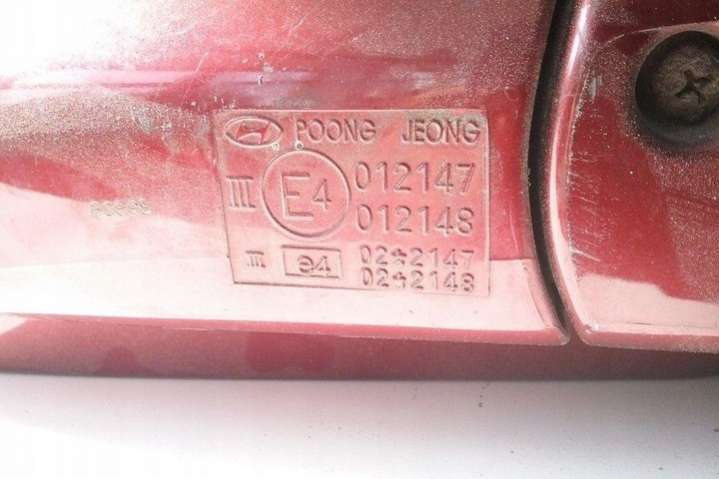 POONG JEONG
III E4 012147
012148
III e4 02*2147
02*2148